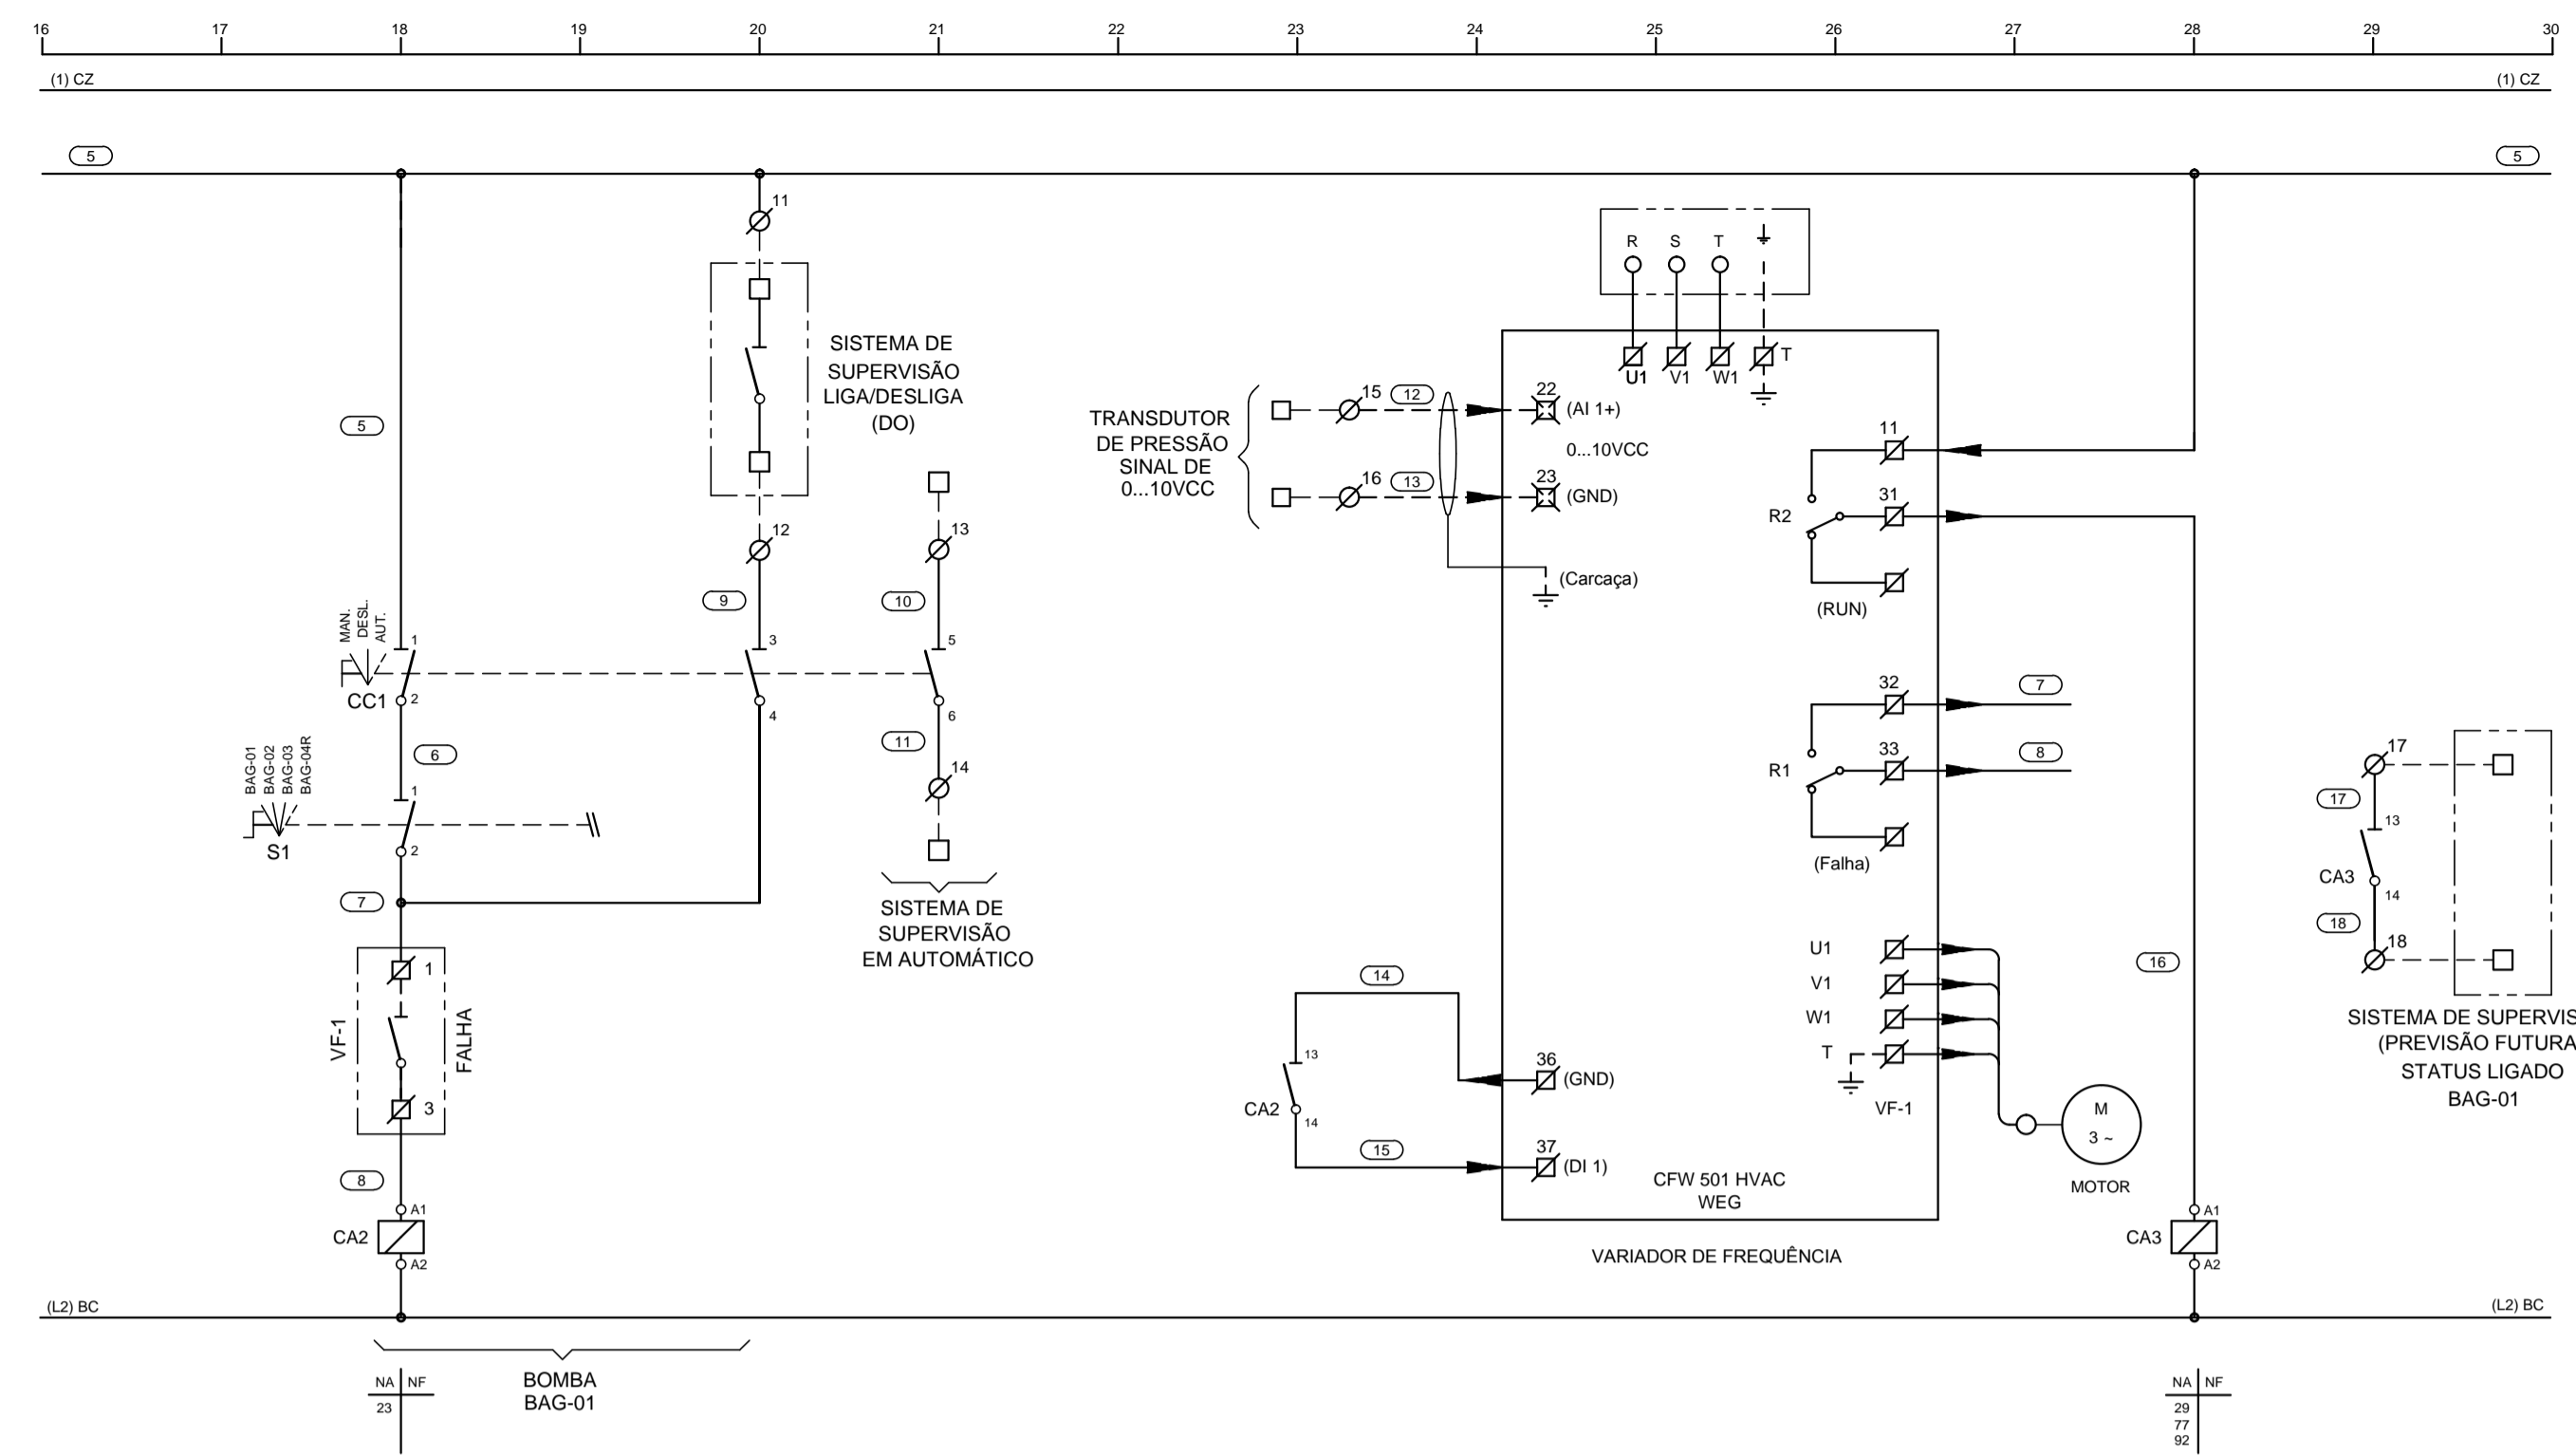 16 17 18 19 20 21 22 23 24 25 26 27 28 29 30
(1) CZ
(1) CZ
5
5
11
SISTEMA DE
SUPERVISÃO
LIGA/DESLIGA
(DO)
12
9
3
4
5
MAN.
DESL.
AUT.
1
CC1
2
6
BAG-01
BAG-02
BAG-03
BAG-04R
1
S1
2
7
VF-1
1
3
FALHA
8
A1
CA2
A2
13
10
5
6
11
14
SISTEMA DE
SUPERVISÃO
EM AUTOMÁTICO
TRANSDUTOR
DE PRESSÃO
SINAL DE
0...10VCC
15
12
16
13
R S T
U1 V1 W1 T
22
(AI 1+)
0...10VCC
23
(GND)
(Carcaça)
11
31
R2
(RUN)
32
7
33
8
R1
(Falha)
U1
V1
W1
T
VF-1
M
3 ~
MOTOR
14
13
CA2
14
15
36
(GND)
37
(DI 1)
CFW 501 HVAC
WEG
VARIADOR DE FREQUÊNCIA
16
A1
CA3
A2
17
17
13
CA3
14
18
18
SISTEMA DE SUPERVIS
(PREVISÃO FUTURA
STATUS LIGADO
BAG-01
(L2) BC
(L2) BC
BOMBA
BAG-01
NA NF
23
NA NF
29
77
92